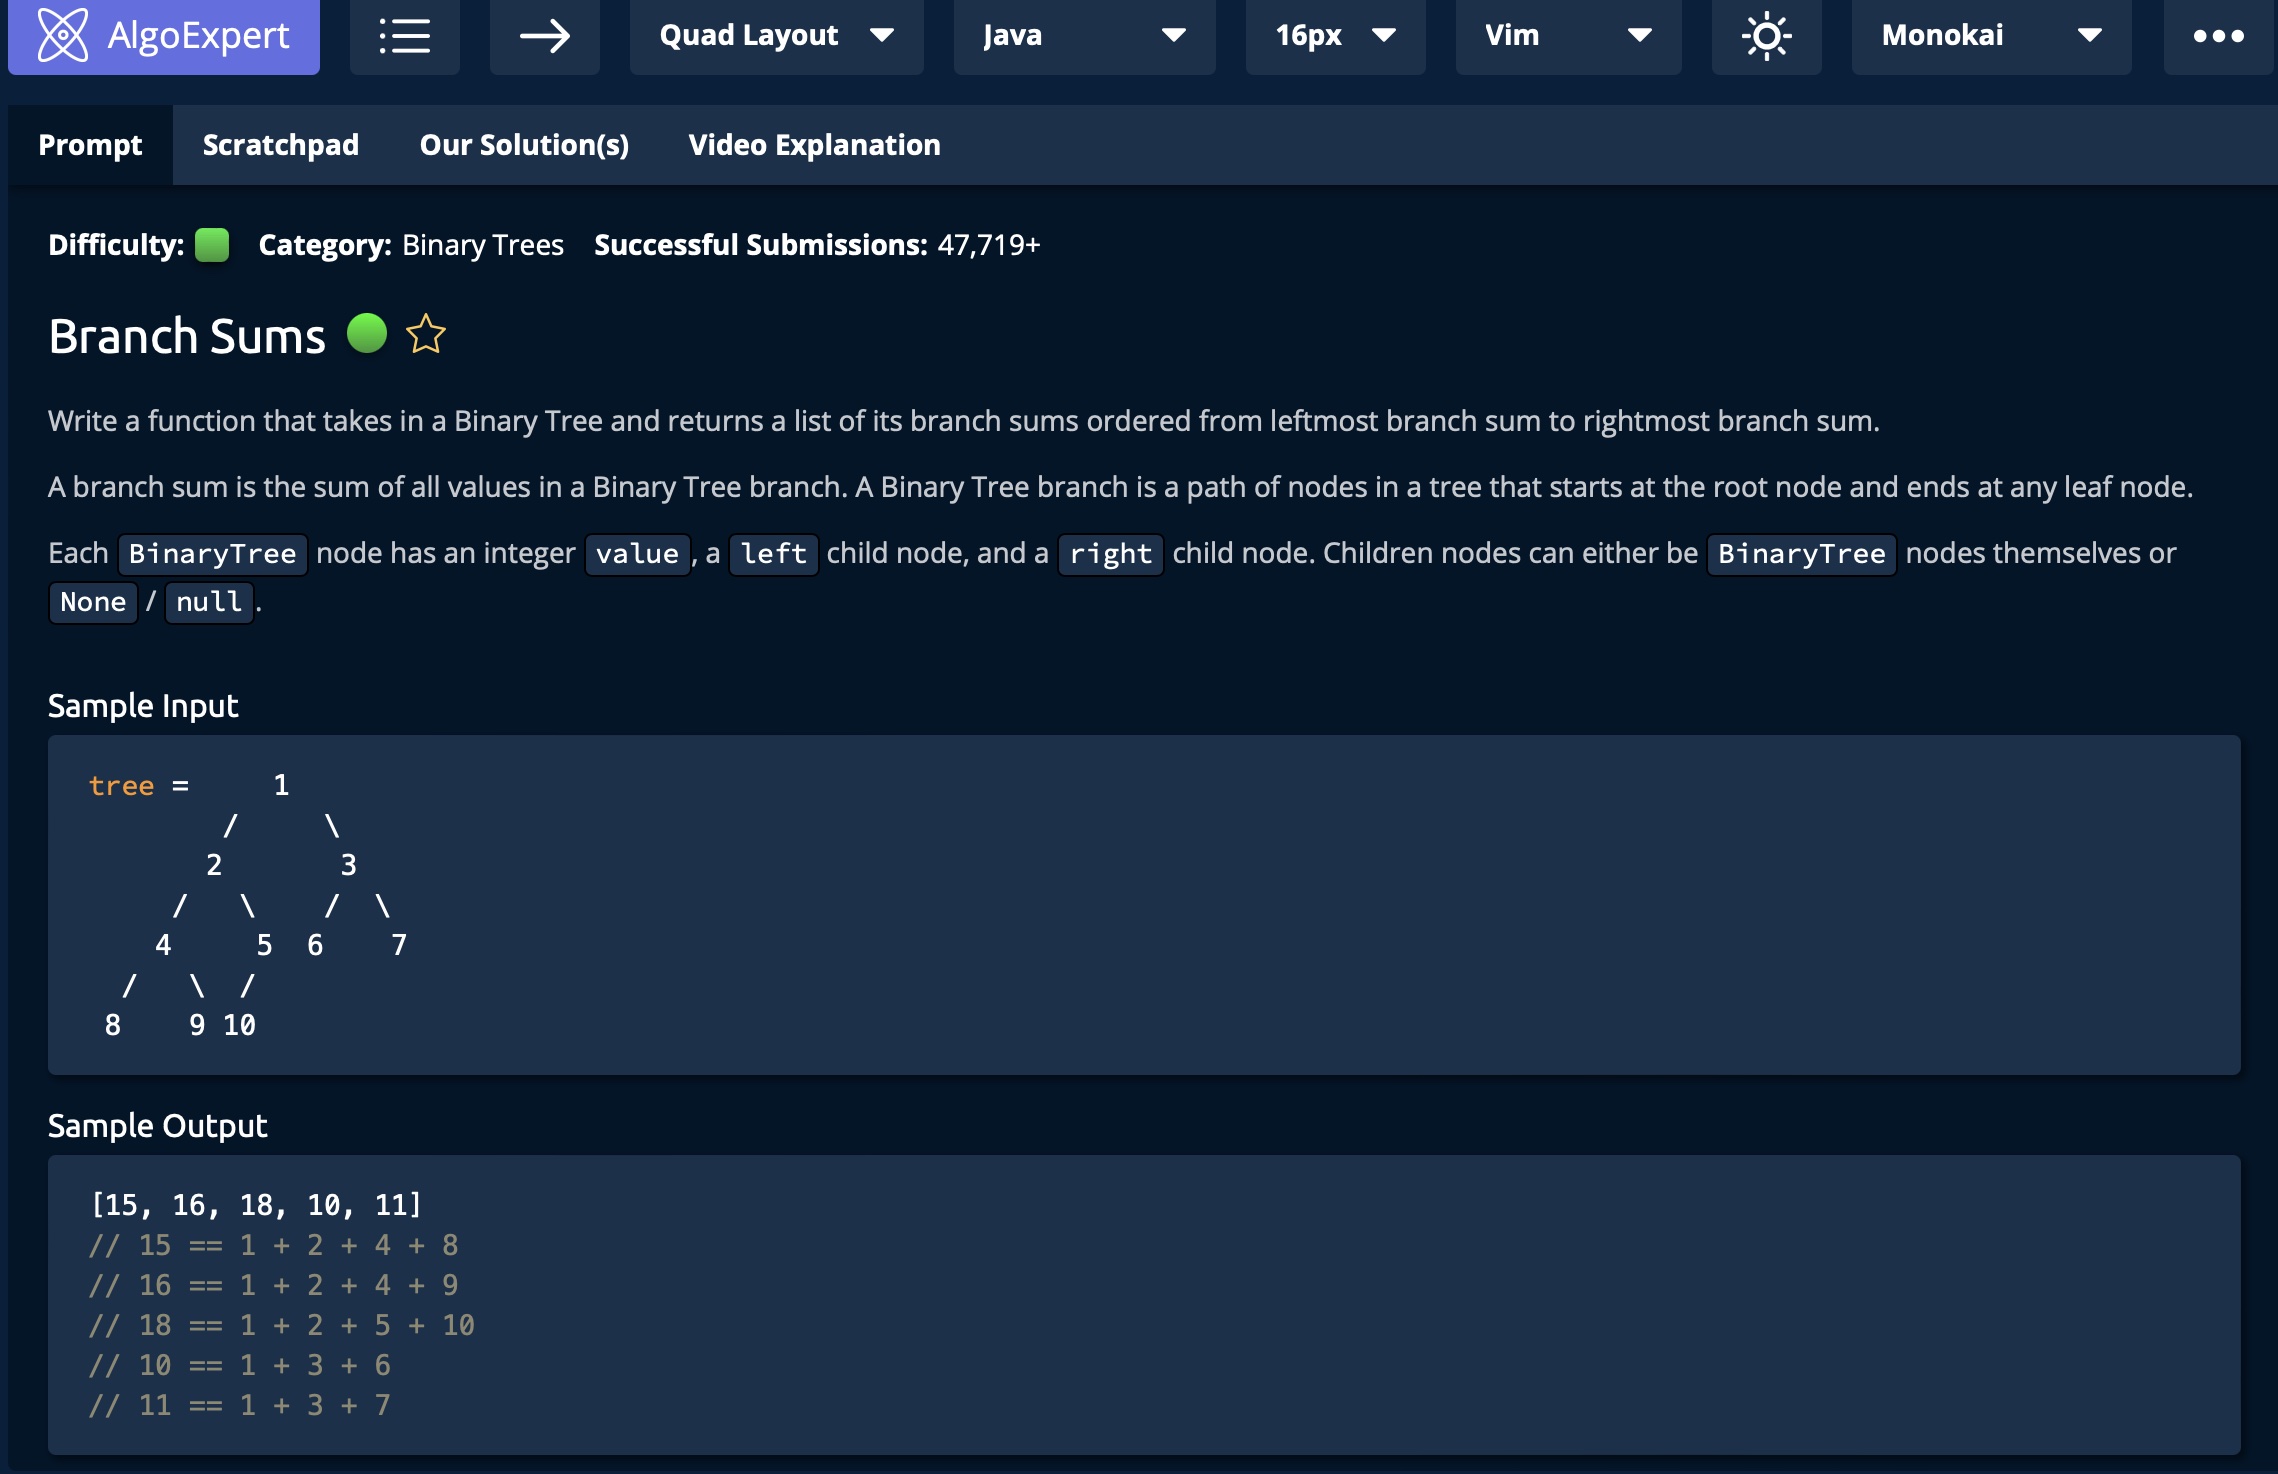 AlgoExpert Quad Layout Java 16px Vim Monokai
Prompt Scratchpad Our Solution(s) Video Explanation
Difficulty: Category: Binary Trees Successful Submissions: 47,719+
Branch Sums
Write a function that takes in a Binary Tree and returns a list of its branch sums ordered from leftmost branch sum to rightmost branch sum.
A branch sum is the sum of all values in a Binary Tree branch. A Binary Tree branch is a path of nodes in a tree that starts at the root node and ends at any leaf node.
Each BinaryTree node has an integer value, a left child node, and a right child node. Children nodes can either be BinaryTree nodes themselves or
None / null.
Sample Input
tree =     1
        /     \
       2       3
     /   \    /  \
    4     5  6    7
  /   \  /
 8    9 10
Sample Output
[15, 16, 18, 10, 11]
// 15 == 1 + 2 + 4 + 8
// 16 == 1 + 2 + 4 + 9
// 18 == 1 + 2 + 5 + 10
// 10 == 1 + 3 + 6
// 11 == 1 + 3 + 7